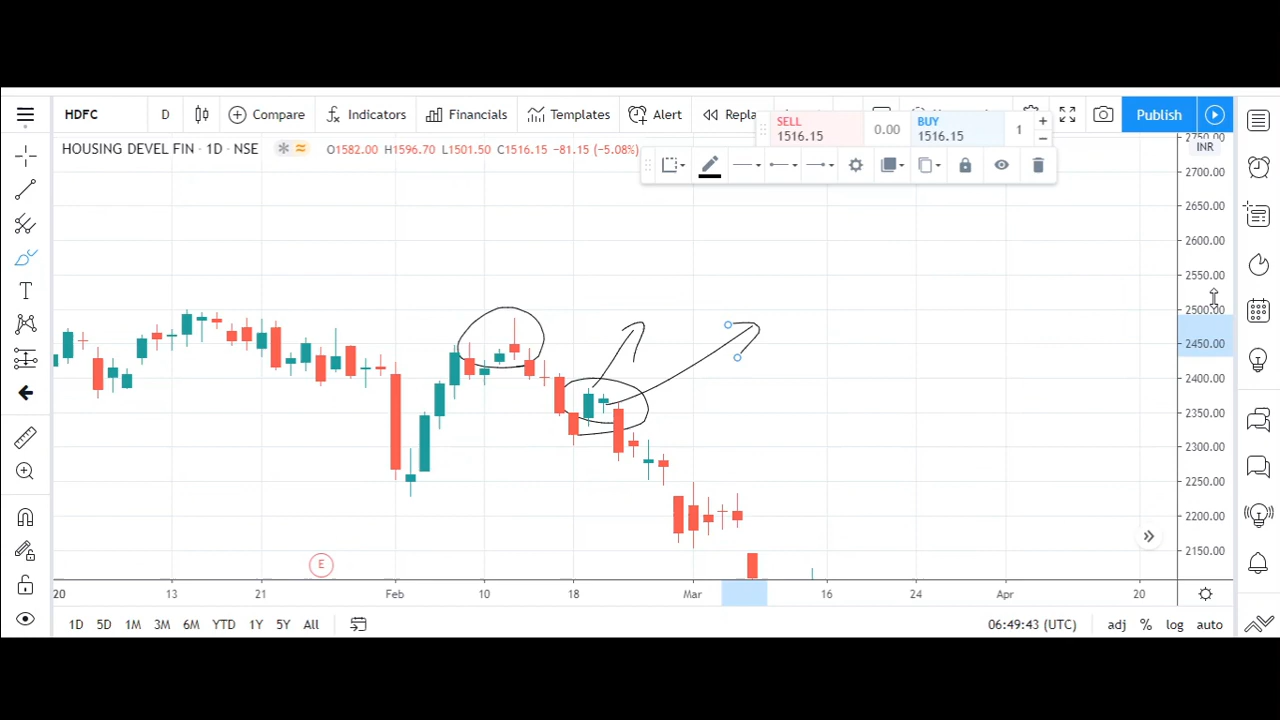 HDFC D Compare Indicators Financials Templates Alert Repla Publish
SELL 1516.15 0.00 BUY 1516.15 1
HOUSING DEVEL FIN · 1D · NSE O1582.00 H1596.70 L1501.50 C1516.15 −81.15 (−5.08%)
2750.00
INR
2700.00
2650.00
2600.00
2550.00
2500.00
2450.00
2400.00
2350.00
2300.00
2250.00
2200.00
2150.00
E
20 13 21 Feb 10 18 Mar 16 24 Apr 20
1D 5D 1M 3M 6M YTD 1Y 5Y All 06:49:43 (UTC) adj % log auto
T